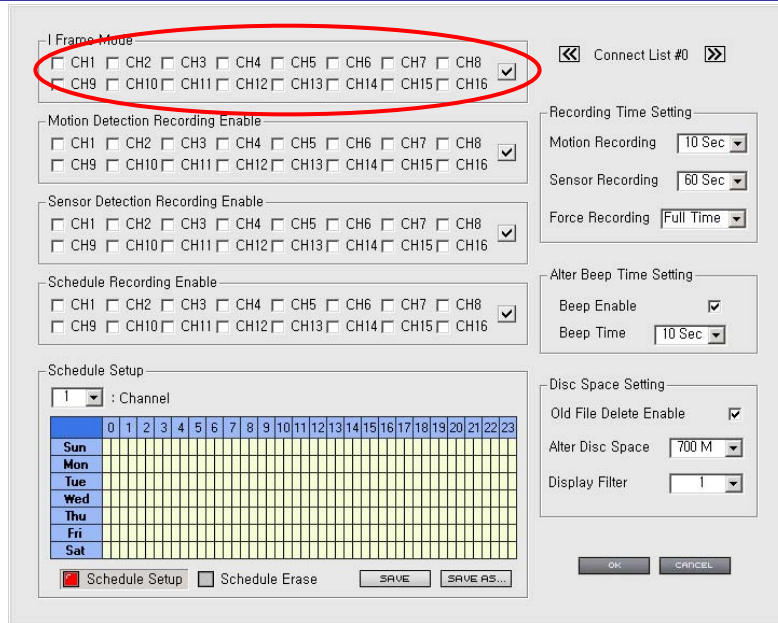 I Frame Mode
CH1 CH2 CH3 CH4 CH5 CH6 CH7 CH8
CH9 CH10 CH11 CH12 CH13 CH14 CH15 CH16
Motion Detection Recording Enable
CH1 CH2 CH3 CH4 CH5 CH6 CH7 CH8
CH9 CH10 CH11 CH12 CH13 CH14 CH15 CH16
Sensor Detection Recording Enable
CH1 CH2 CH3 CH4 CH5 CH6 CH7 CH8
CH9 CH10 CH11 CH12 CH13 CH14 CH15 CH16
Schedule Recording Enable
CH1 CH2 CH3 CH4 CH5 CH6 CH7 CH8
CH9 CH10 CH11 CH12 CH13 CH14 CH15 CH16
Schedule Setup
1 : Channel
0 1 2 3 4 5 6 7 8 9 10 11 12 13 14 15 16 17 18 19 20 21 22 23
Sun
Mon
Tue
Wed
Thu
Fri
Sat
Schedule Setup Schedule Erase SAVE SAVE AS...
Connect List #0
Recording Time Setting
Motion Recording 10 Sec
Sensor Recording 60 Sec
Force Recording Full Time
Alter Beep Time Setting
Beep Enable
Beep Time 10 Sec
Disc Space Setting
Old File Delete Enable
Alter Disc Space 700 M
Display Filter 1
OK CANCEL